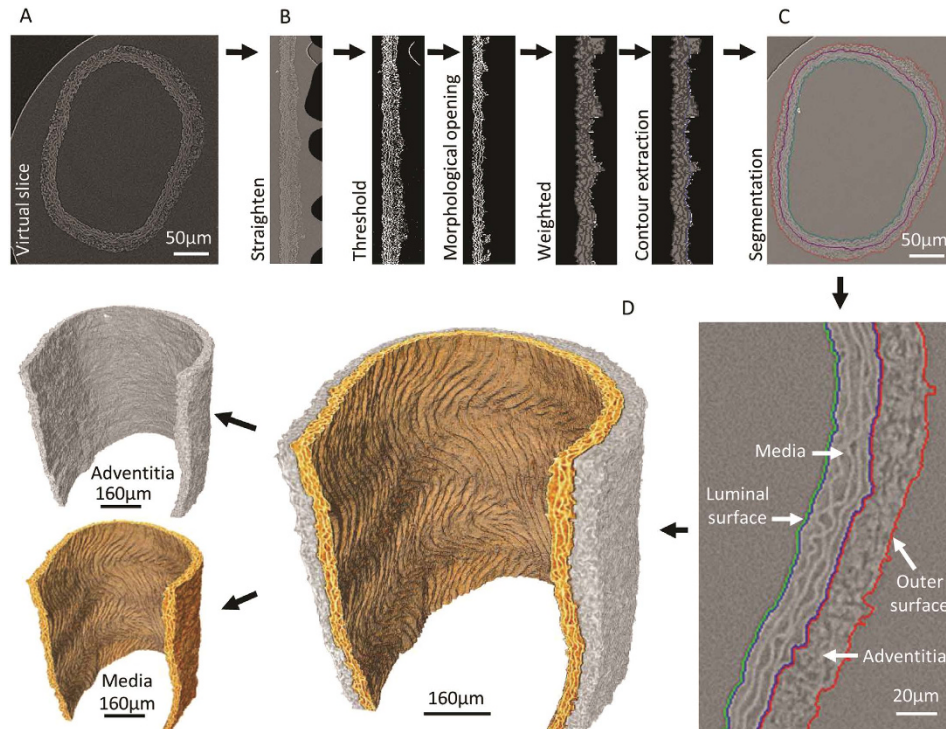 A
B
C
Virtual slice
50µm
Straighten
Threshold
Morphological opening
Weighted
Contour extraction
Segmentation
50µm
D
Adventitia
160µm
Media
160µm
160µm
Media
Luminal
surface
Outer
surface
Adventitia
20µm